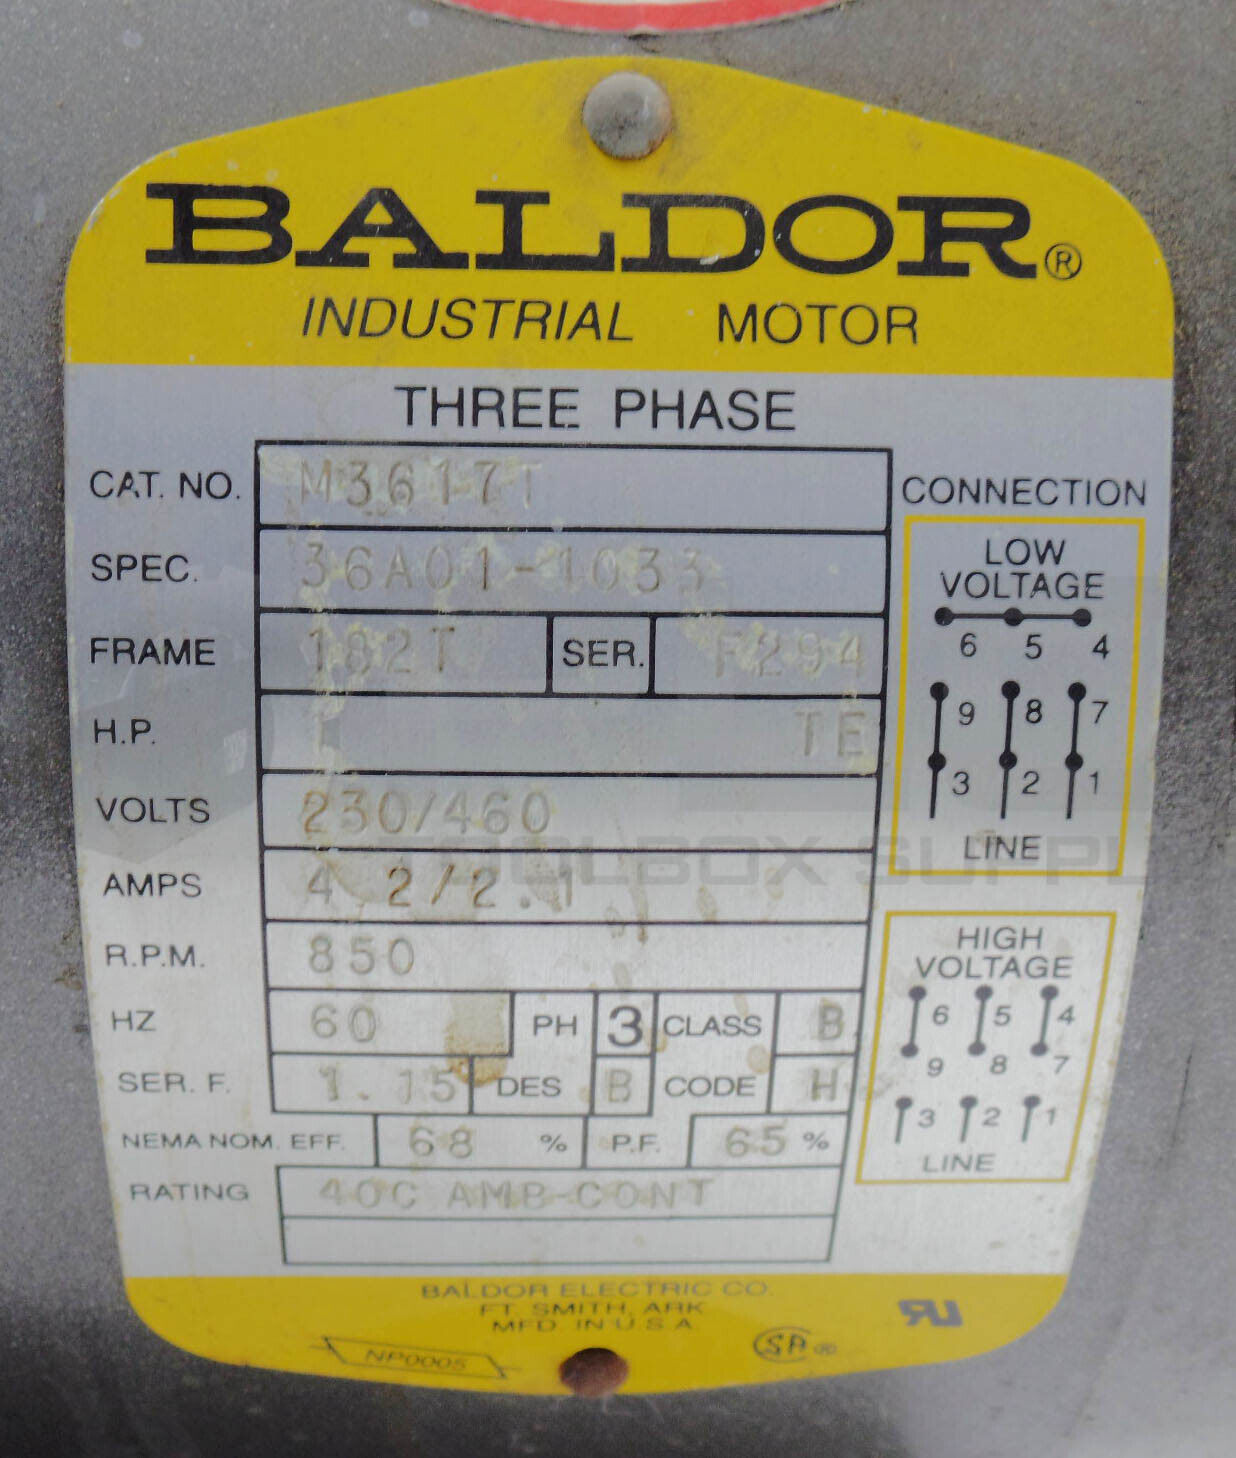 BALDOR®
INDUSTRIAL MOTOR
THREE PHASE
CAT. NO. M3617T
SPEC. 36A01-1033
FRAME 182T SER. F294
H.P. TE
VOLTS 230/460
AMPS 4 2/2.1
R.P.M. 850
HZ 60 PH 3 CLASS B
SER. F. 1.15 DES B CODE H
NEMA NOM. EFF. 68 % P.F. 65 %
RATING 40C AMB-CONT
CONNECTION
LOW
VOLTAGE
6 5 4
9 8 7
3 2 1
LINE
HIGH
VOLTAGE
6 5 4
9 8 7
3 2 1
LINE
BALDOR ELECTRIC CO.
FT. SMITH, ARK
MFD. IN U.S.A.
NP0005
SA ®
RU
TOOLBOX SUPPL